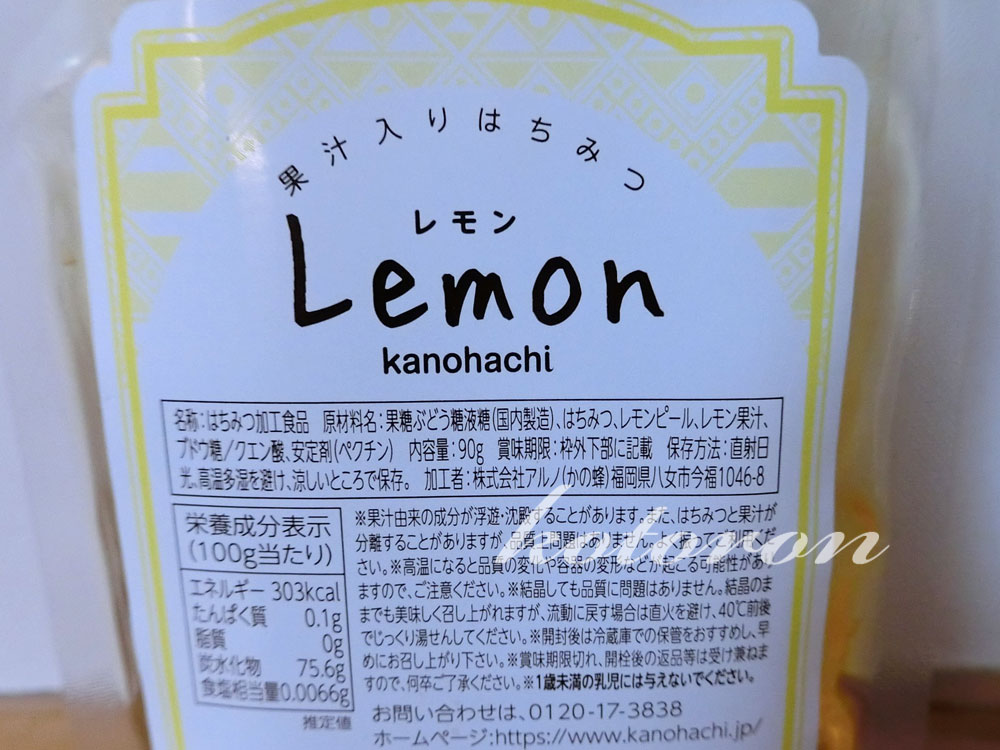 果汁入りはちみつ
レモン
Lemon
kanohachi
名称：はちみつ加工食品　原材料名：果糖ぶどう糖液糖(国内製造)、はちみつ、レモンピール、レモン果汁、
ブドウ糖／クエン酸、安定剤(ペクチン)　内容量：90g　賞味期限：枠外下部に記載　保存方法：直射日
光、高温多湿を避け、涼しいところで保存。　加工者：株式会社アルノ(かの蜂)福岡県八女市今福1046-8
栄養成分表示
(100g当たり)
エネルギー 303kcal
たんぱく質 0.1g
脂質 0g
炭水化物 75.6g
食塩相当量0.0066g
推定値
※果汁由来の成分が浮遊・沈殿することがあります。また、はちみつと果汁が
分離することがありますが、品質に問題はありません。よく振ってご利用くだ
さい。※高温になると品質の変化や容器の変形などが起こる可能性があり
ますので、ご注意ください。※結晶しても品質に問題はありません。結晶のま
までも美味しく召し上がれますが、流動に戻す場合は直火を避け、40℃前後
でじっくり湯せんしてください。※開封後は冷蔵庫での保管をおすすめし、早
めにお召し上がり下さい。※賞味期限切れ、開栓後の返品等は受け兼ねま
すので、何卒ご了承ください。※1歳未満の乳児には与えないでください。
お問い合わせは、0120-17-3838
ホームページ:https://www.kanohachi.jp/
kotoron